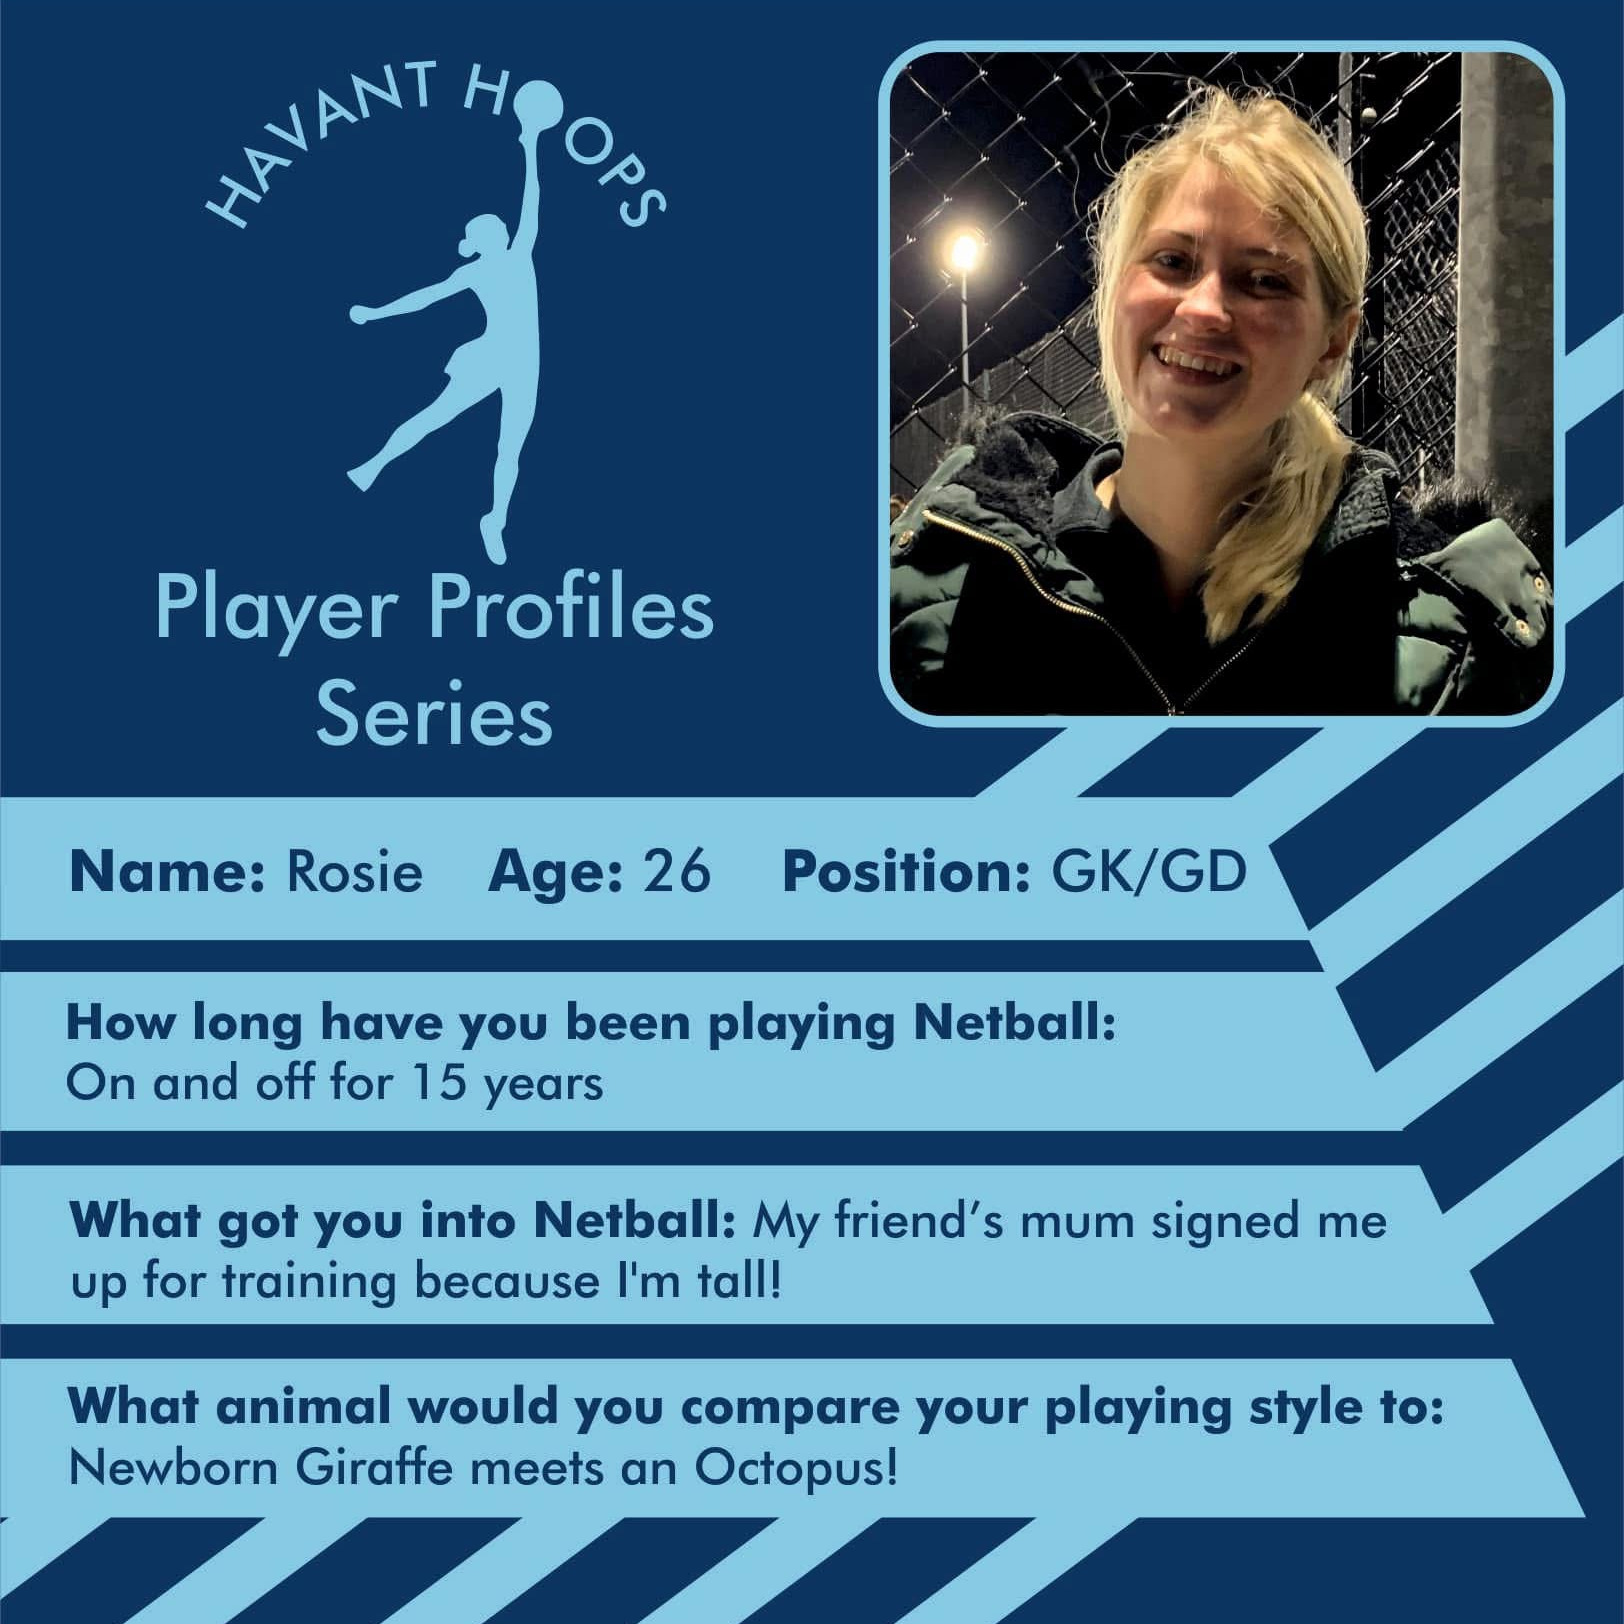 HAVANT HOOPS
Player Profiles
Series
Name: Rosie Age: 26 Position: GK/GD
How long have you been playing Netball:
On and off for 15 years
What got you into Netball: My friend’s mum signed me
up for training because I'm tall!
What animal would you compare your playing style to:
Newborn Giraffe meets an Octopus!